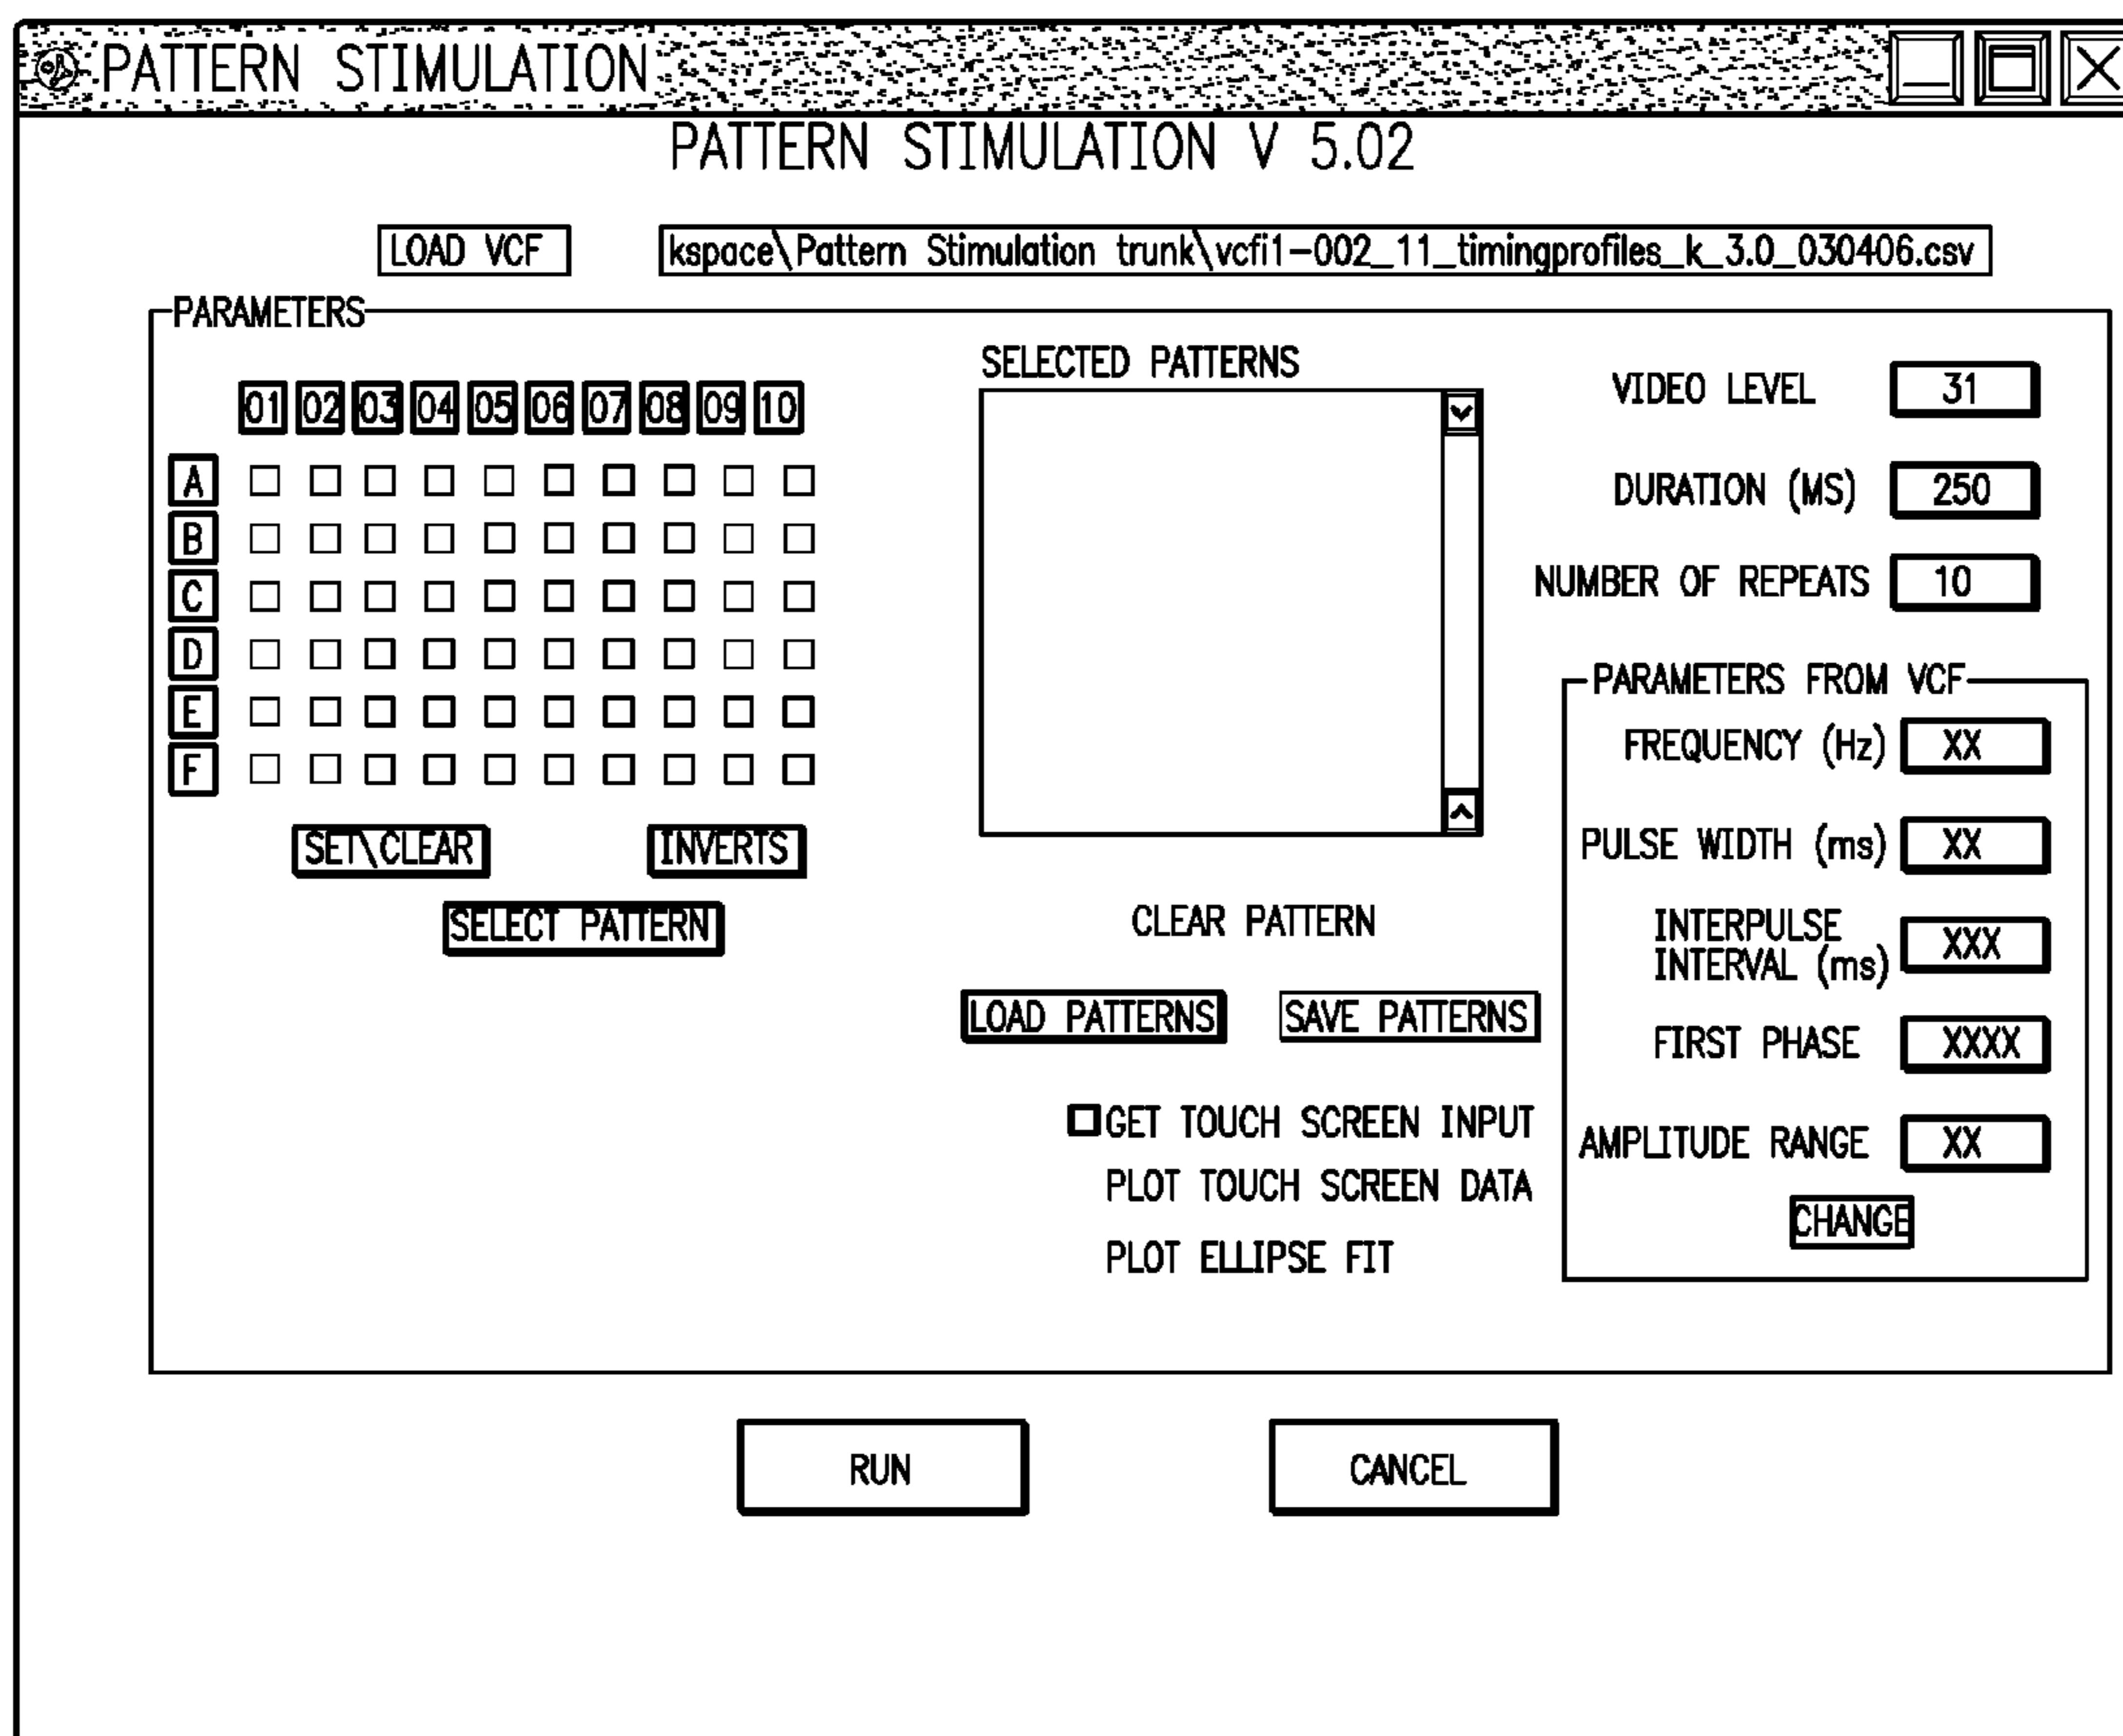 PATTERN STIMULATION
PATTERN STIMULATION V 5.02
LOAD VCF kspace\Pattern Stimulation trunk\vcfi1-002_11_timingprofiles_k_3.0_030406.csv
PARAMETERS
01 02 03 04 05 06 07 08 09 10
A
B
C
D
E
F
SET\CLEAR INVERTS
SELECT PATTERN
SELECTED PATTERNS
CLEAR PATTERN
LOAD PATTERNS SAVE PATTERNS
GET TOUCH SCREEN INPUT
PLOT TOUCH SCREEN DATA
PLOT ELLIPSE FIT
VIDEO LEVEL 31
DURATION (MS) 250
NUMBER OF REPEATS 10
PARAMETERS FROM VCF
FREQUENCY (Hz) XX
PULSE WIDTH (ms) XX
INTERPULSE
INTERVAL (ms) XXX
FIRST PHASE XXXX
AMPLITUDE RANGE XX
CHANGE
RUN CANCEL